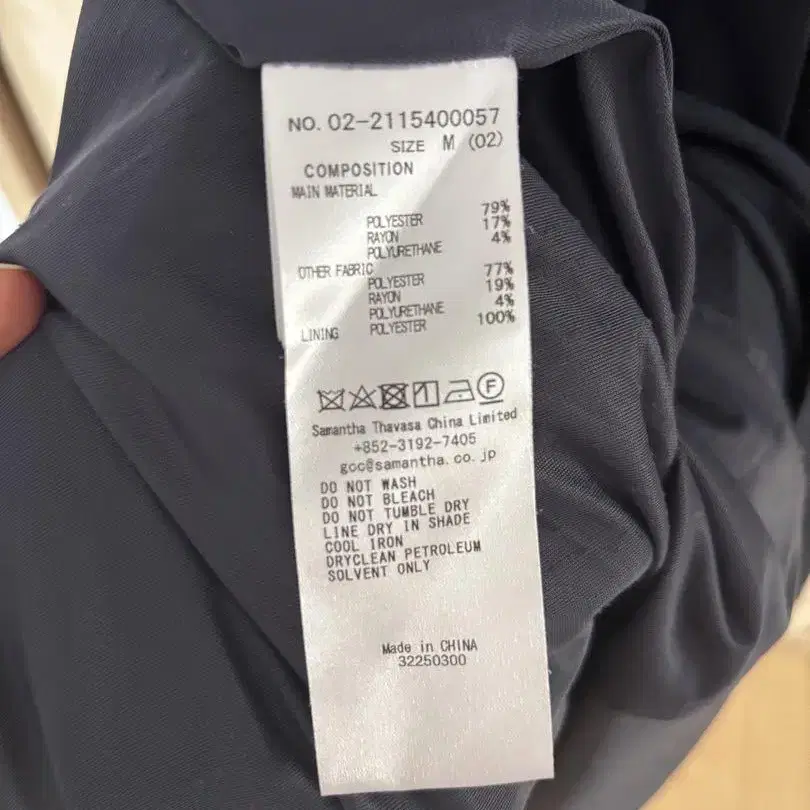 NO. 02-2115400057
SIZE M (02)
COMPOSITION
MAIN MATERIAL
POLYESTER 79%
RAYON 17%
POLYURETHANE 4%
OTHER FABRIC
POLYESTER 77%
RAYON 19%
POLYURETHANE 4%
LINING POLYESTER 100%
F
Samantha Thavasa China Limited
+852-3192-7405
gcc@samantha.co.jp
DO NOT WASH
DO NOT BLEACH
DO NOT TUMBLE DRY
LINE DRY IN SHADE
COOL IRON
DRYCLEAN PETROLEUM
SOLVENT ONLY
Made in CHINA
32250300